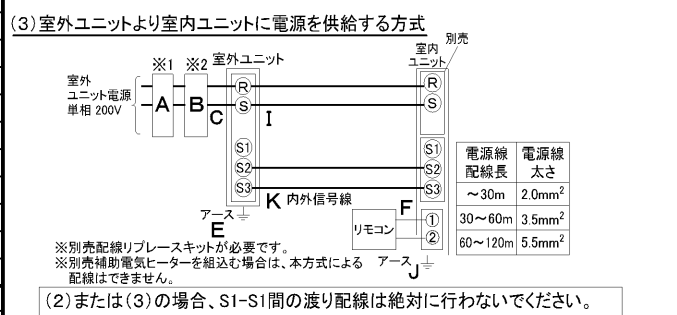 (3)室外ユニットより室内ユニットに電源を供給する方式
別売
※1 ※2 室外ユニット
室内
ユニット
室外
ユニット電源
単相 200V
A B C
R
S
I
R
S
S1
S2
S3
S1
S2
S3
K 内外信号線
F
アース
E
リモコン
①
②
アース
J
電源線
配線長
電源線
太さ
～30m 2.0mm²
30～60m 3.5mm²
60～120m 5.5mm²
※別売配線リプレースキットが必要です。
※別売補助電気ヒーターを組込む場合は、本方式による
配線はできません。
(2)または(3)の場合、S1-S1間の渡り配線は絶対に行わないでください。